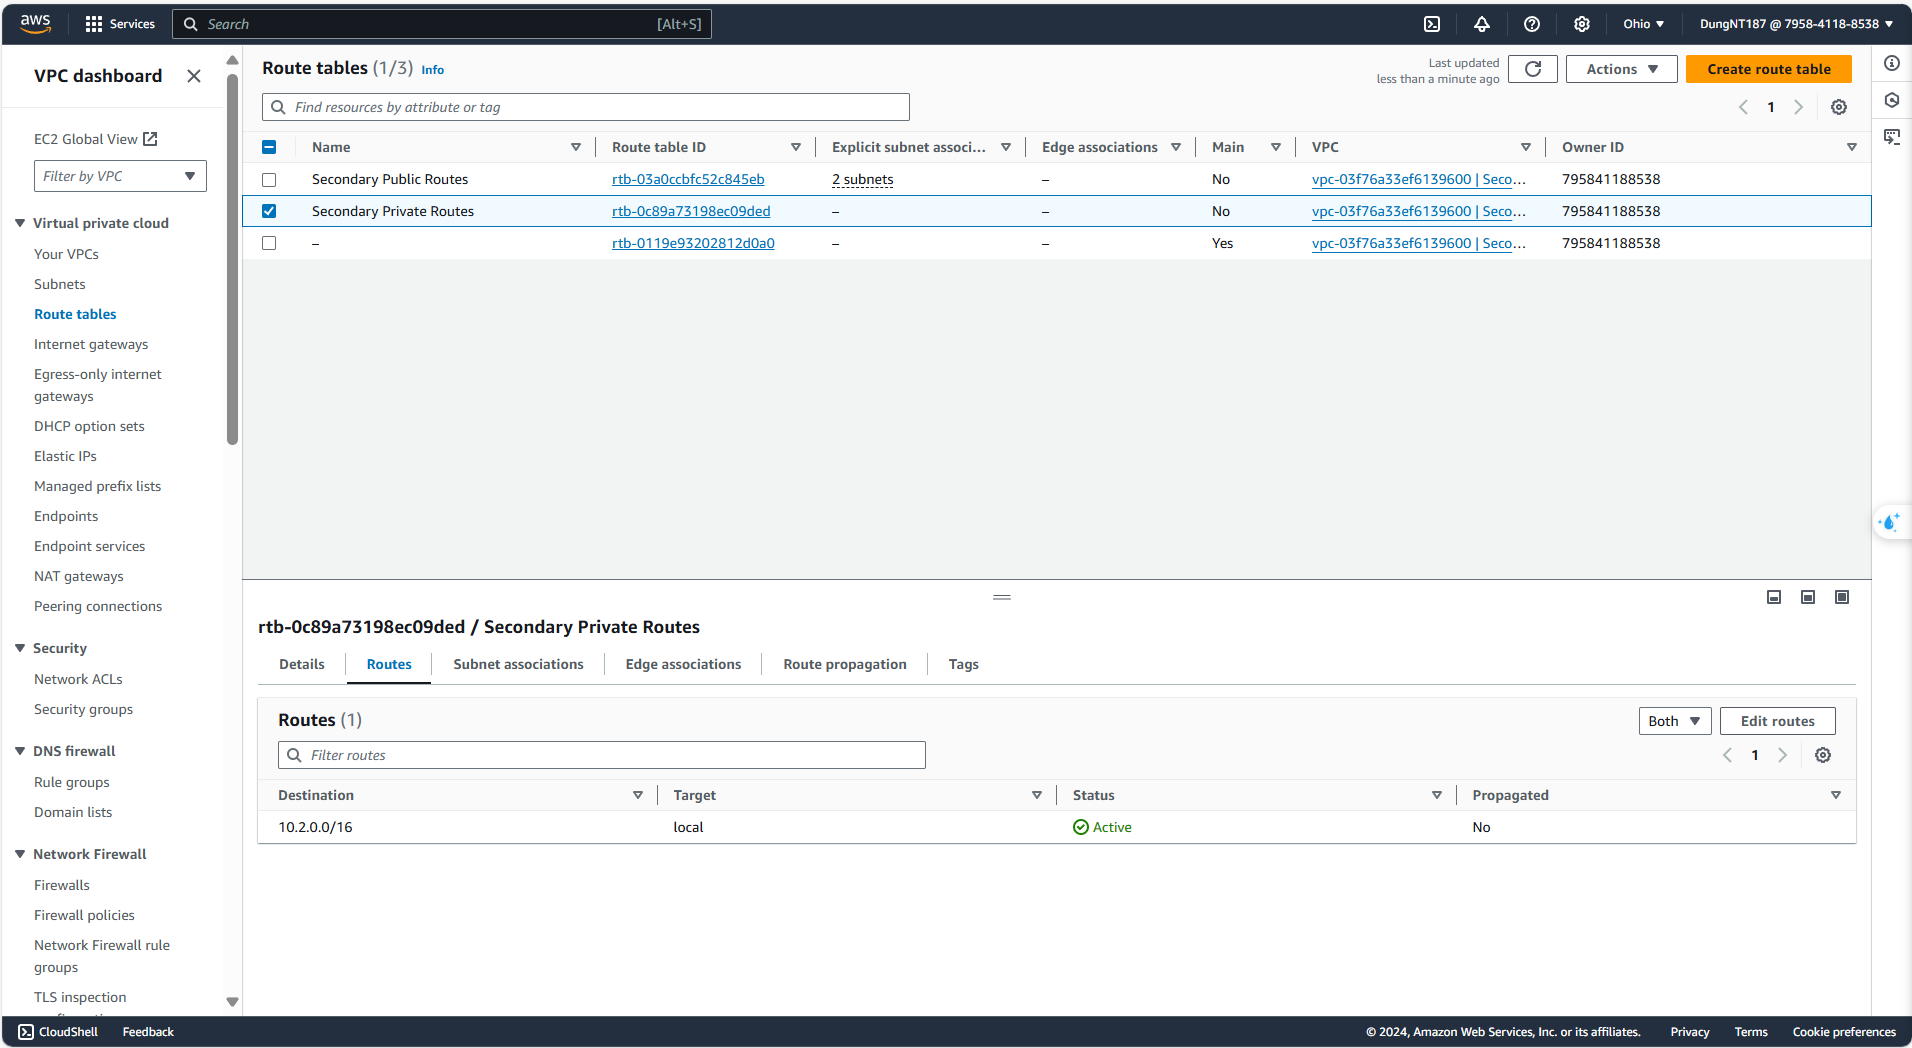 aws
Services
Search
[Alt+S]
Ohio
DungNT187 @ 7958-4118-8538
VPC dashboard
EC2 Global View
Filter by VPC
Virtual private cloud
Your VPCs
Subnets
Route tables
Internet gateways
Egress-only internet
gateways
DHCP option sets
Elastic IPs
Managed prefix lists
Endpoints
Endpoint services
NAT gateways
Peering connections
Security
Network ACLs
Security groups
DNS firewall
Rule groups
Domain lists
Network Firewall
Firewalls
Firewall policies
Network Firewall rule
groups
TLS inspection
Route tables (1/3) Info
Last updated
less than a minute ago
Actions
Create route table
Find resources by attribute or tag
1
Name Route table ID Explicit subnet associ... Edge associations Main VPC Owner ID
Secondary Public Routes rtb-03a0ccbfc52c845eb 2 subnets – No vpc-03f76a33ef6139600 | Seco... 795841188538
Secondary Private Routes rtb-0c89a73198ec09ded – – No vpc-03f76a33ef6139600 | Seco... 795841188538
– rtb-0119e93202812d0a0 – – Yes vpc-03f76a33ef6139600 | Seco... 795841188538
rtb-0c89a73198ec09ded / Secondary Private Routes
Details Routes Subnet associations Edge associations Route propagation Tags
Routes (1)
Both
Edit routes
Filter routes
1
Destination Target Status Propagated
10.2.0.0/16 local Active No
CloudShell Feedback
© 2024, Amazon Web Services, Inc. or its affiliates. Privacy Terms Cookie preferences